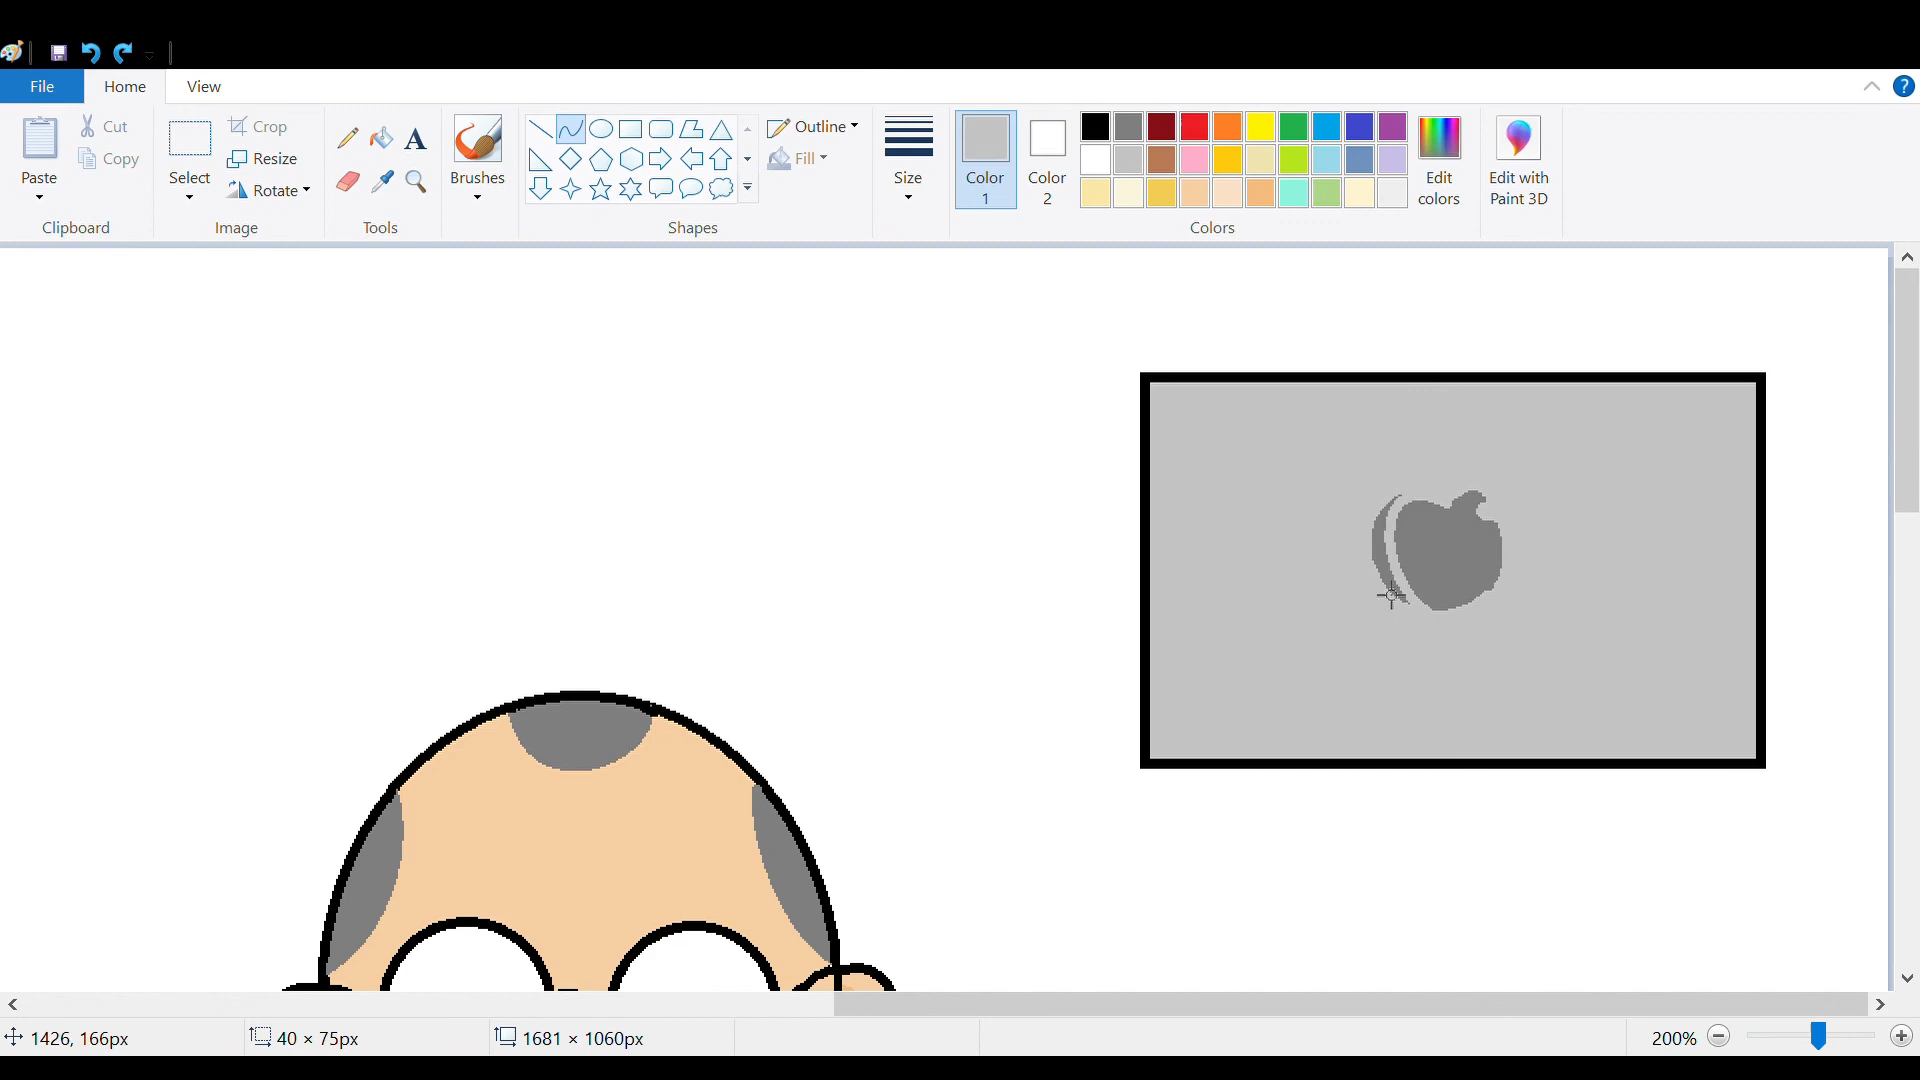 File Home View ?
Paste
Cut
Copy
Clipboard
Select
Crop
Resize
Rotate
Image
A
Tools
Brushes
Outline
Fill
Shapes
Size
Color
1
Color
2
Edit
colors
Colors
Edit with
Paint 3D
1426, 166px 40 × 75px 1681 × 1060px 200%